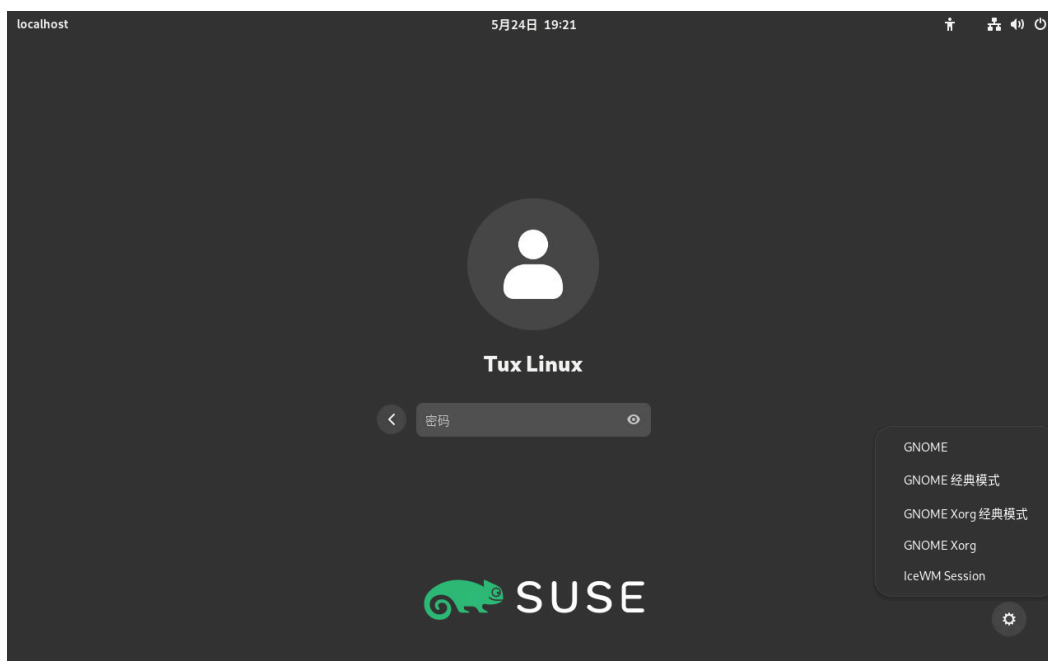 localhost
5月24日 19:21
Tux Linux
密码
GNOME
GNOME 经典模式
GNOME Xorg 经典模式
GNOME Xorg
IceWM Session
SUSE